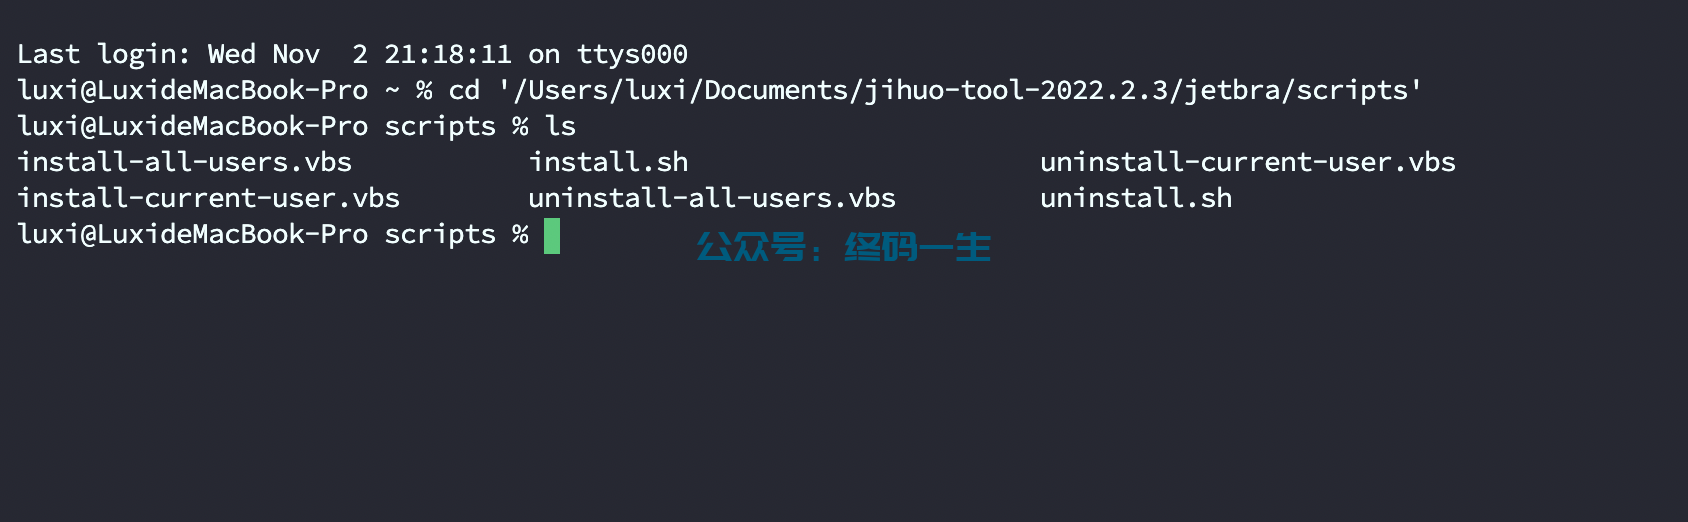 Last login: Wed Nov  2 21:18:11 on ttys000
luxi@LuxideMacBook-Pro ~ % cd '/Users/luxi/Documents/jihuo-tool-2022.2.3/jetbra/scripts'
luxi@LuxideMacBook-Pro scripts % ls
install-all-users.vbs install.sh uninstall-current-user.vbs
install-current-user.vbs uninstall-all-users.vbs uninstall.sh
luxi@LuxideMacBook-Pro scripts %
公众号：终码一生